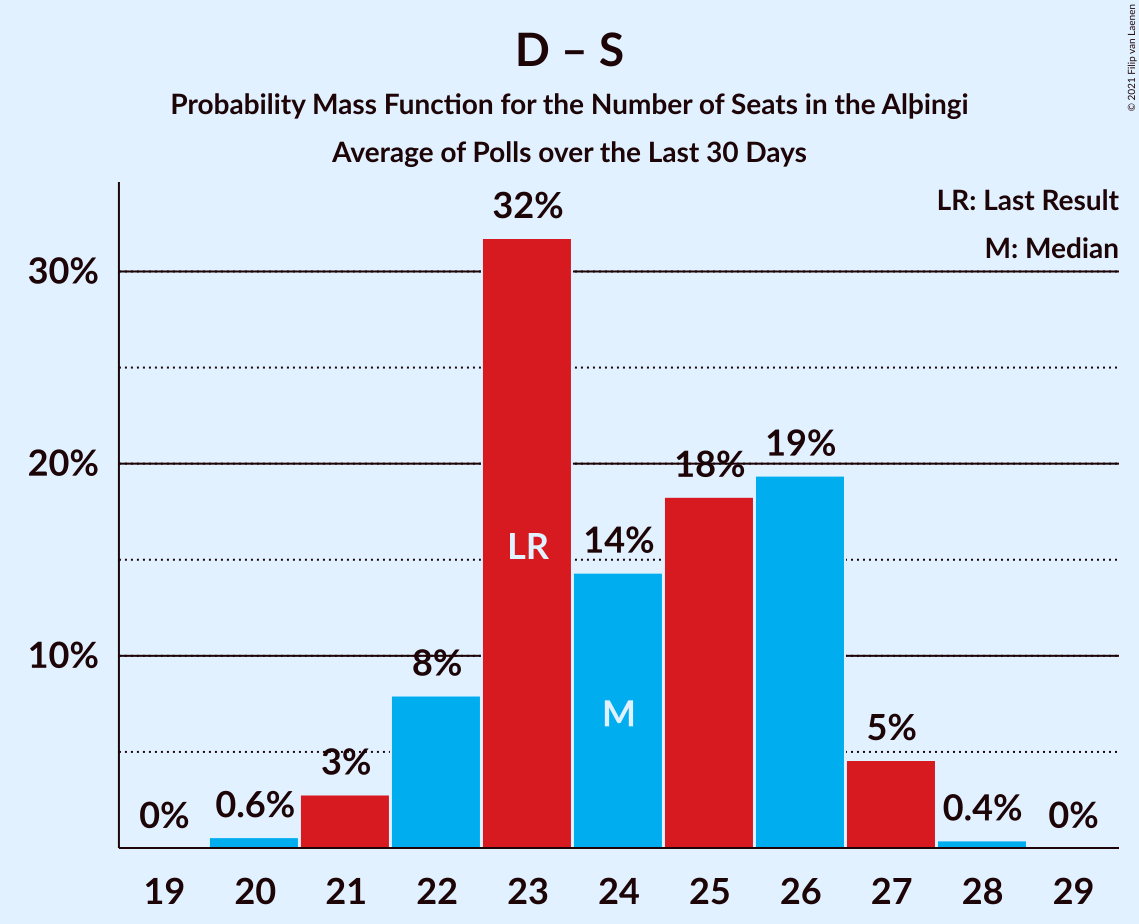 D – S
Probability Mass Function for the Number of Seats in the Alþingi
Average of Polls over the Last 30 Days
© 2021 Filip van Laenen
LR: Last Result
M: Median
30%
20%
10%
0%
0.6%
3%
8%
32%
14%
18%
19%
5%
0.4%
0%
LR
M
19 20 21 22 23 24 25 26 27 28 29